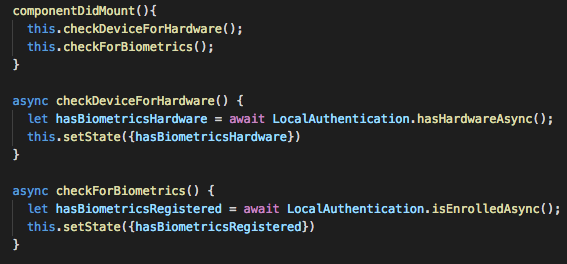 componentDidMount(){
this.checkDeviceForHardware();
this.checkForBiometrics();
}
async checkDeviceForHardware() {
let hasBiometricsHardware = await LocalAuthentication.hasHardwareAsync();
this.setState({hasBiometricsHardware})
}
async checkForBiometrics() {
let hasBiometricsRegistered = await LocalAuthentication.isEnrolledAsync();
this.setState({hasBiometricsRegistered})
}